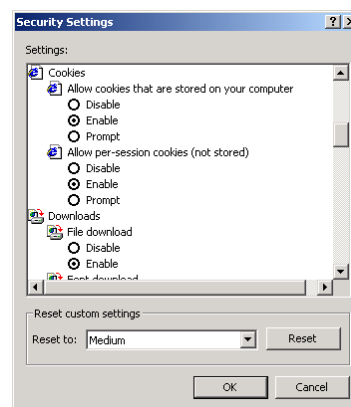 Security Settings
Settings:
Cookies
Allow cookies that are stored on your computer
Disable
Enable
Prompt
Allow per-session cookies (not stored)
Disable
Enable
Prompt
Downloads
File download
Disable
Enable
Font download
Reset custom settings
Reset to: Medium Reset
OK Cancel